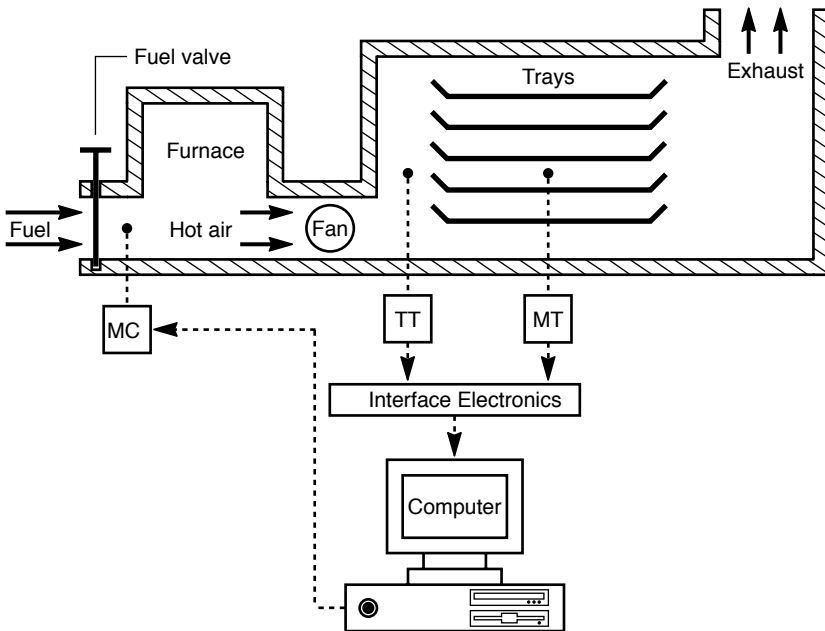 Fuel valve
Trays
Exhaust
Furnace
Fuel
Hot air
Fan
MC
TT
MT
Interface Electronics
Computer